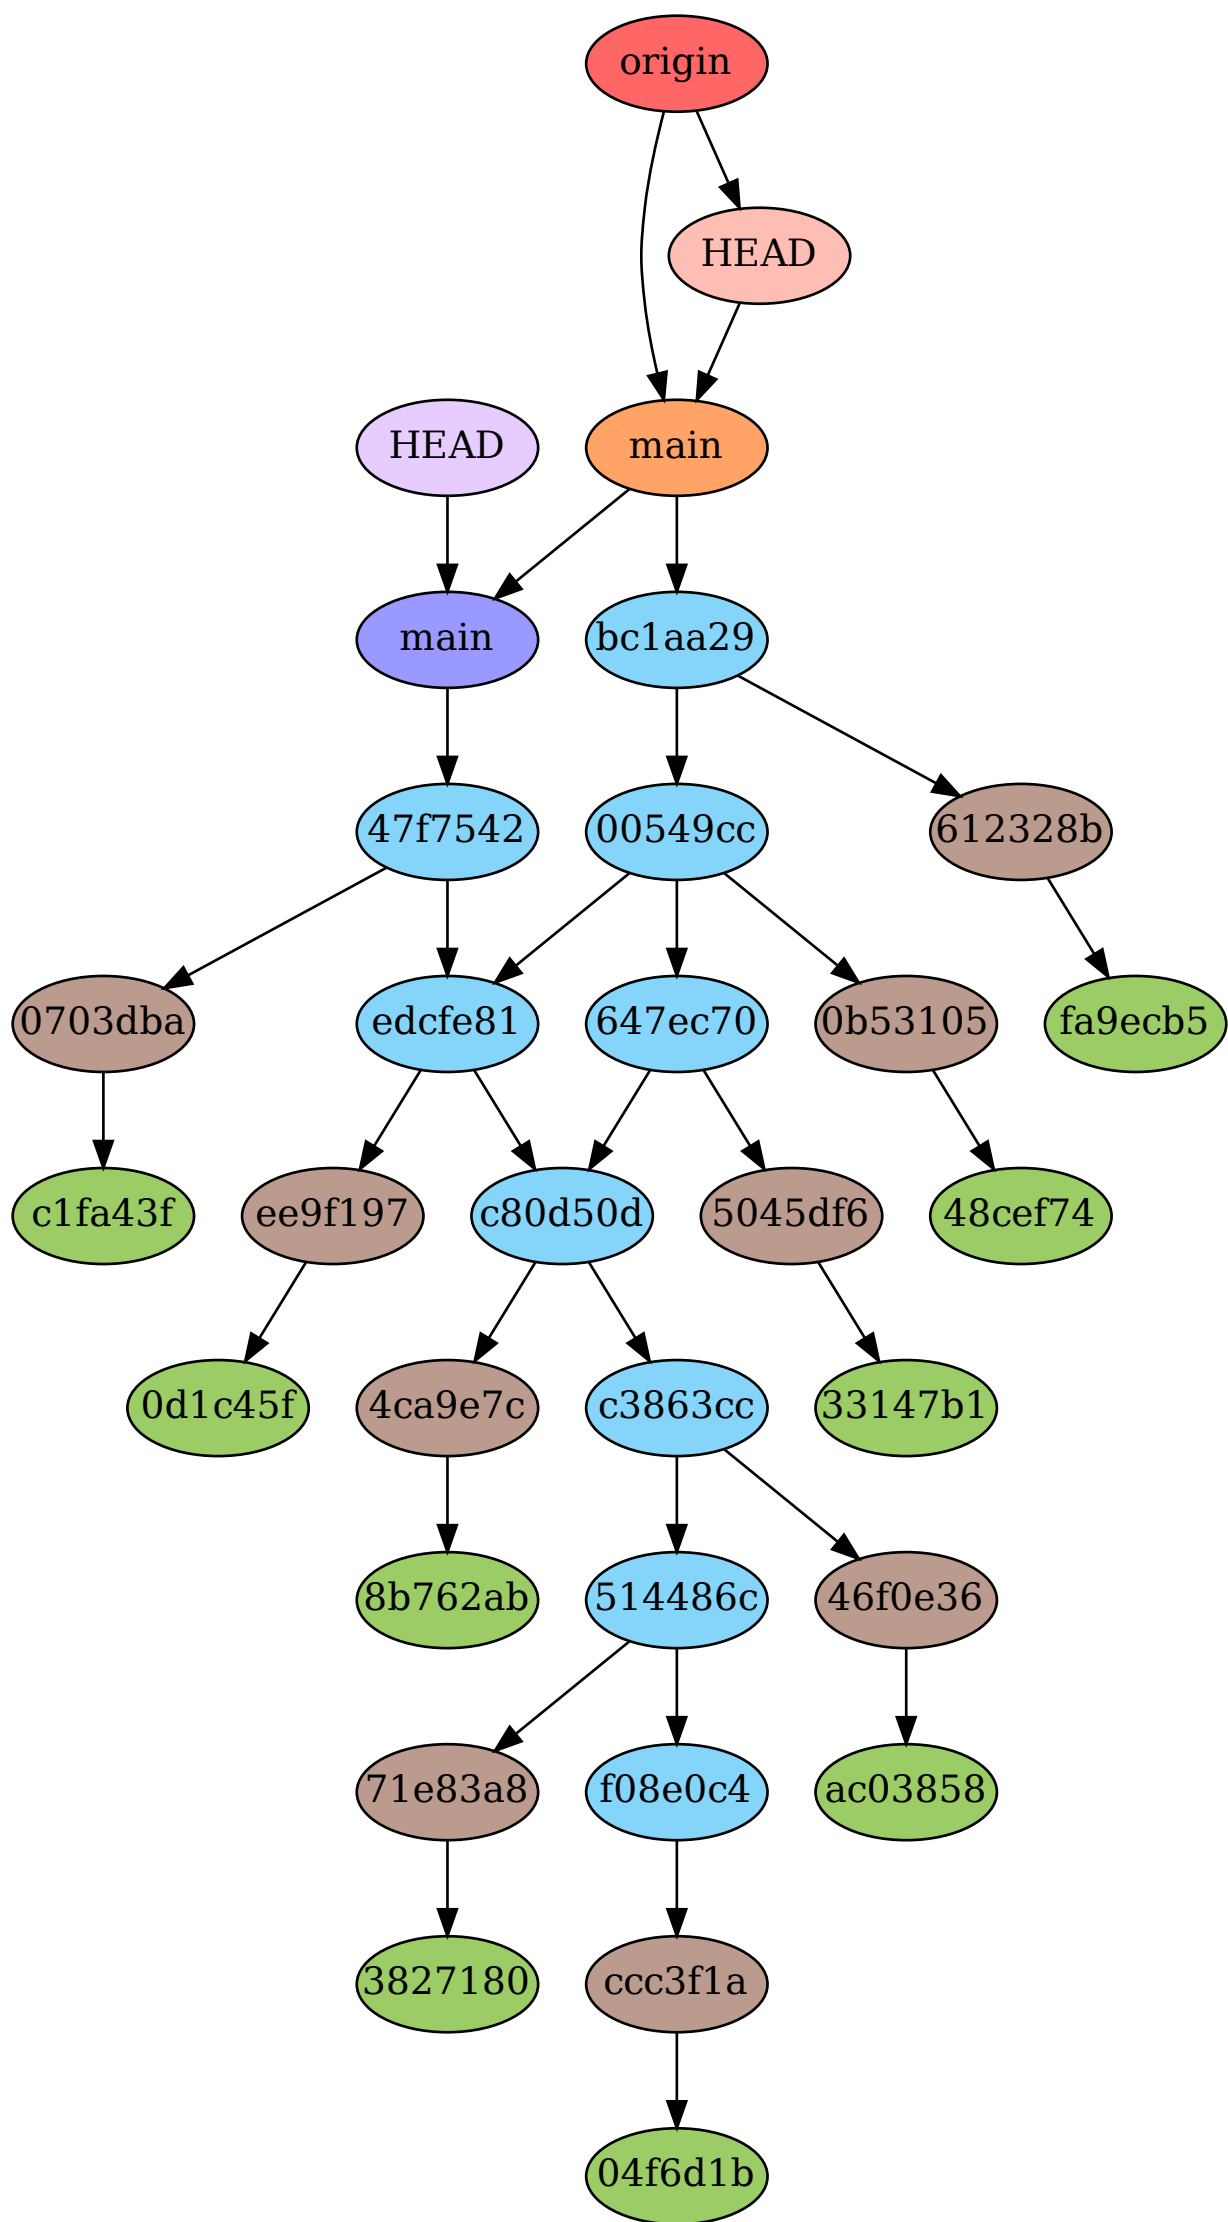 origin
HEAD
HEAD
main
main
bc1aa29
47f7542
00549cc
612328b
0703dba
edcfe81
647ec70
0b53105
fa9ecb5
c1fa43f
ee9f197
c80d50d
5045df6
48cef74
0d1c45f
4ca9e7c
c3863cc
33147b1
8b762ab
514486c
46f0e36
71e83a8
f08e0c4
ac03858
3827180
ccc3f1a
04f6d1b